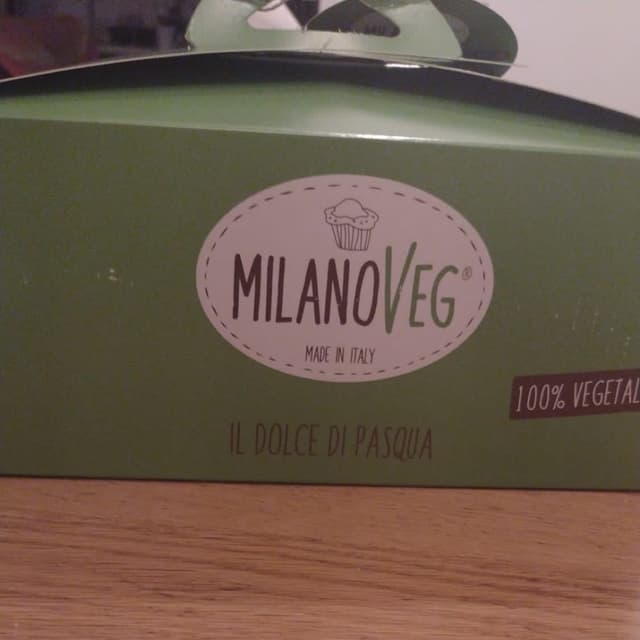 MILANOVEG®
MADE IN ITALY
100% VEGETAL
IL DOLCE DI PASQUA